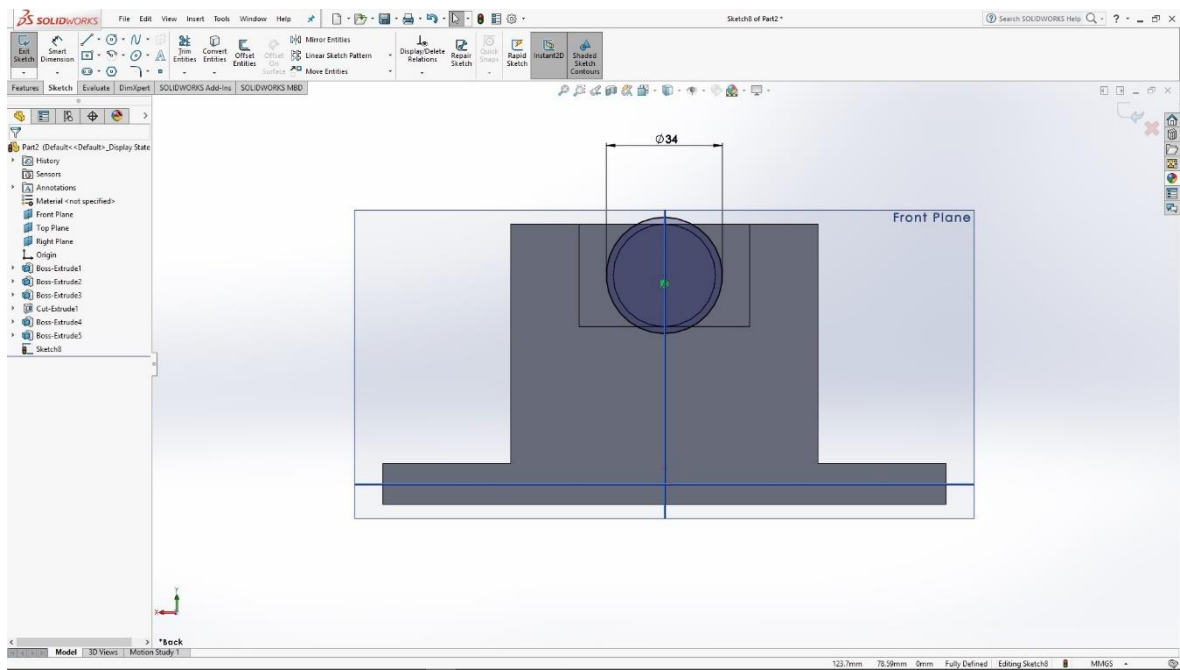 SOLIDWORKS File Edit View Insert Tools Window Help Sketch8 of Part2 * Search SOLIDWORKS Help
Exit Sketch Smart Dimension Trim Entities Convert Entities Offset Entities Offset On Surface Mirror Entities Linear Sketch Pattern Move Entities Display/Delete Relations Repair Sketch Quick Snaps Rapid Sketch Instant2D Shaded Sketch Contours
Features Sketch Evaluate DimXpert SOLIDWORKS Add-Ins SOLIDWORKS MBD
Part2 (Default<<Default>_Display State
History
Sensors
Annotations
Material <not specified>
Front Plane
Top Plane
Right Plane
Origin
Boss-Extrude1
Boss-Extrude2
Boss-Extrude3
Cut-Extrude1
Boss-Extrude4
Boss-Extrude5
Sketch8
Ø34
Front Plane
Y
X
*Back
Model 3D Views Motion Study 1
123.7mm 78.59mm 0mm Fully Defined Editing Sketch8 MMGS